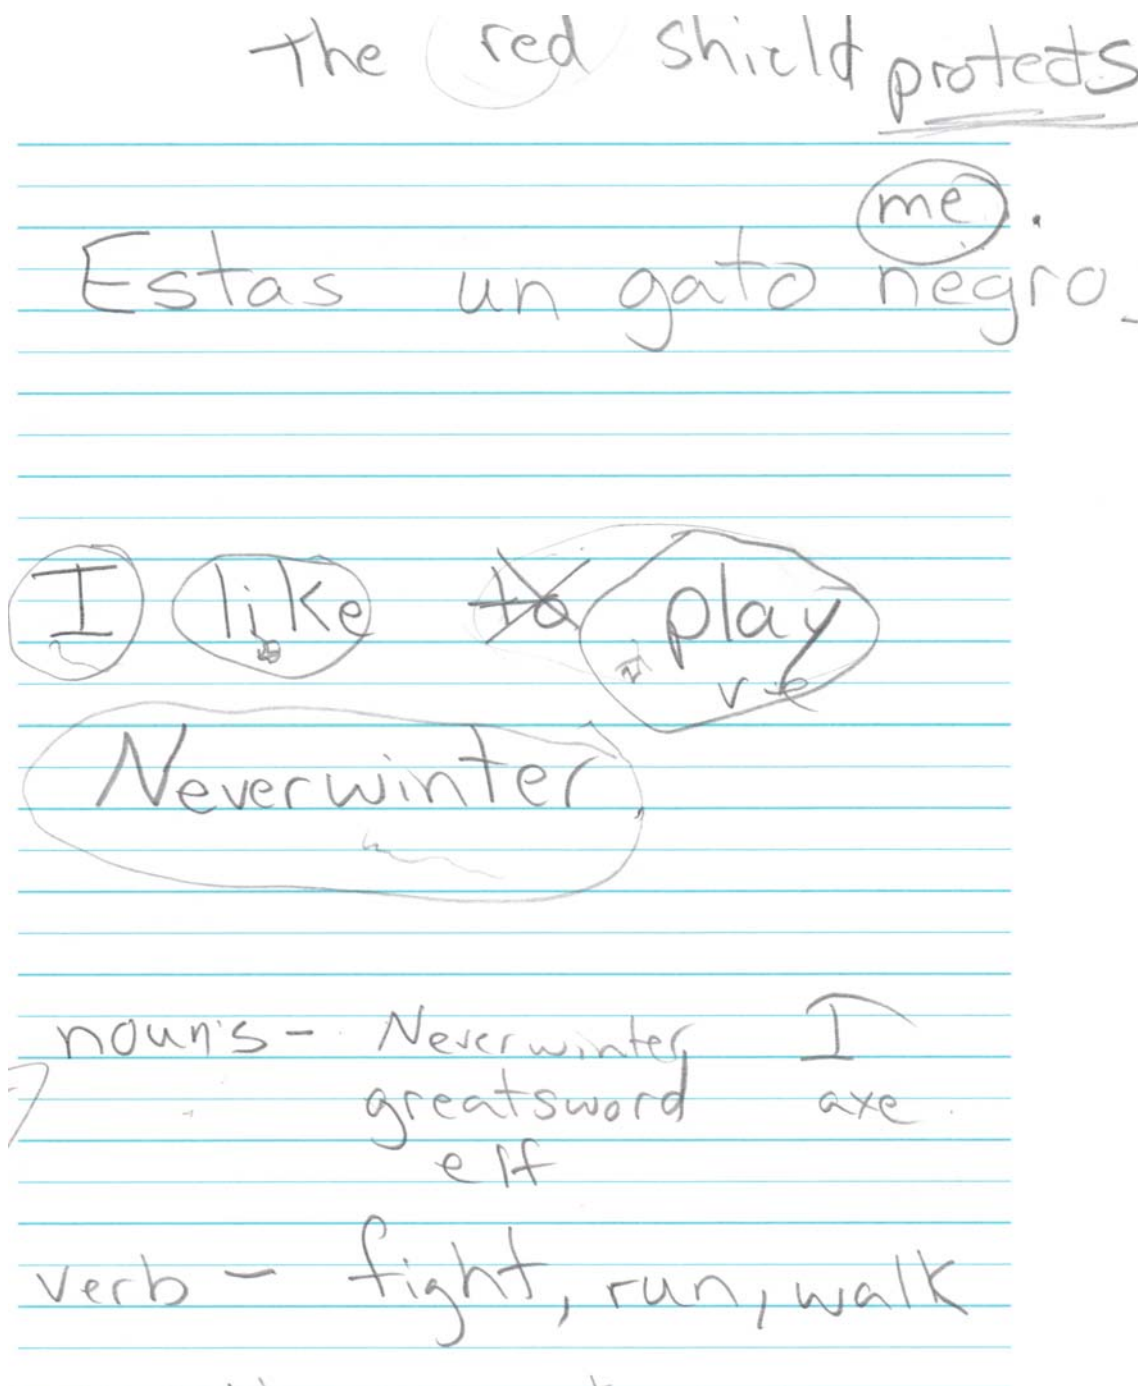 The red shield protects
me.
Estas un gato negro.
I like to play
Neverwinter
noun's - Neverwinter, I
greatsword axe
elf
verb - fight, run, walk